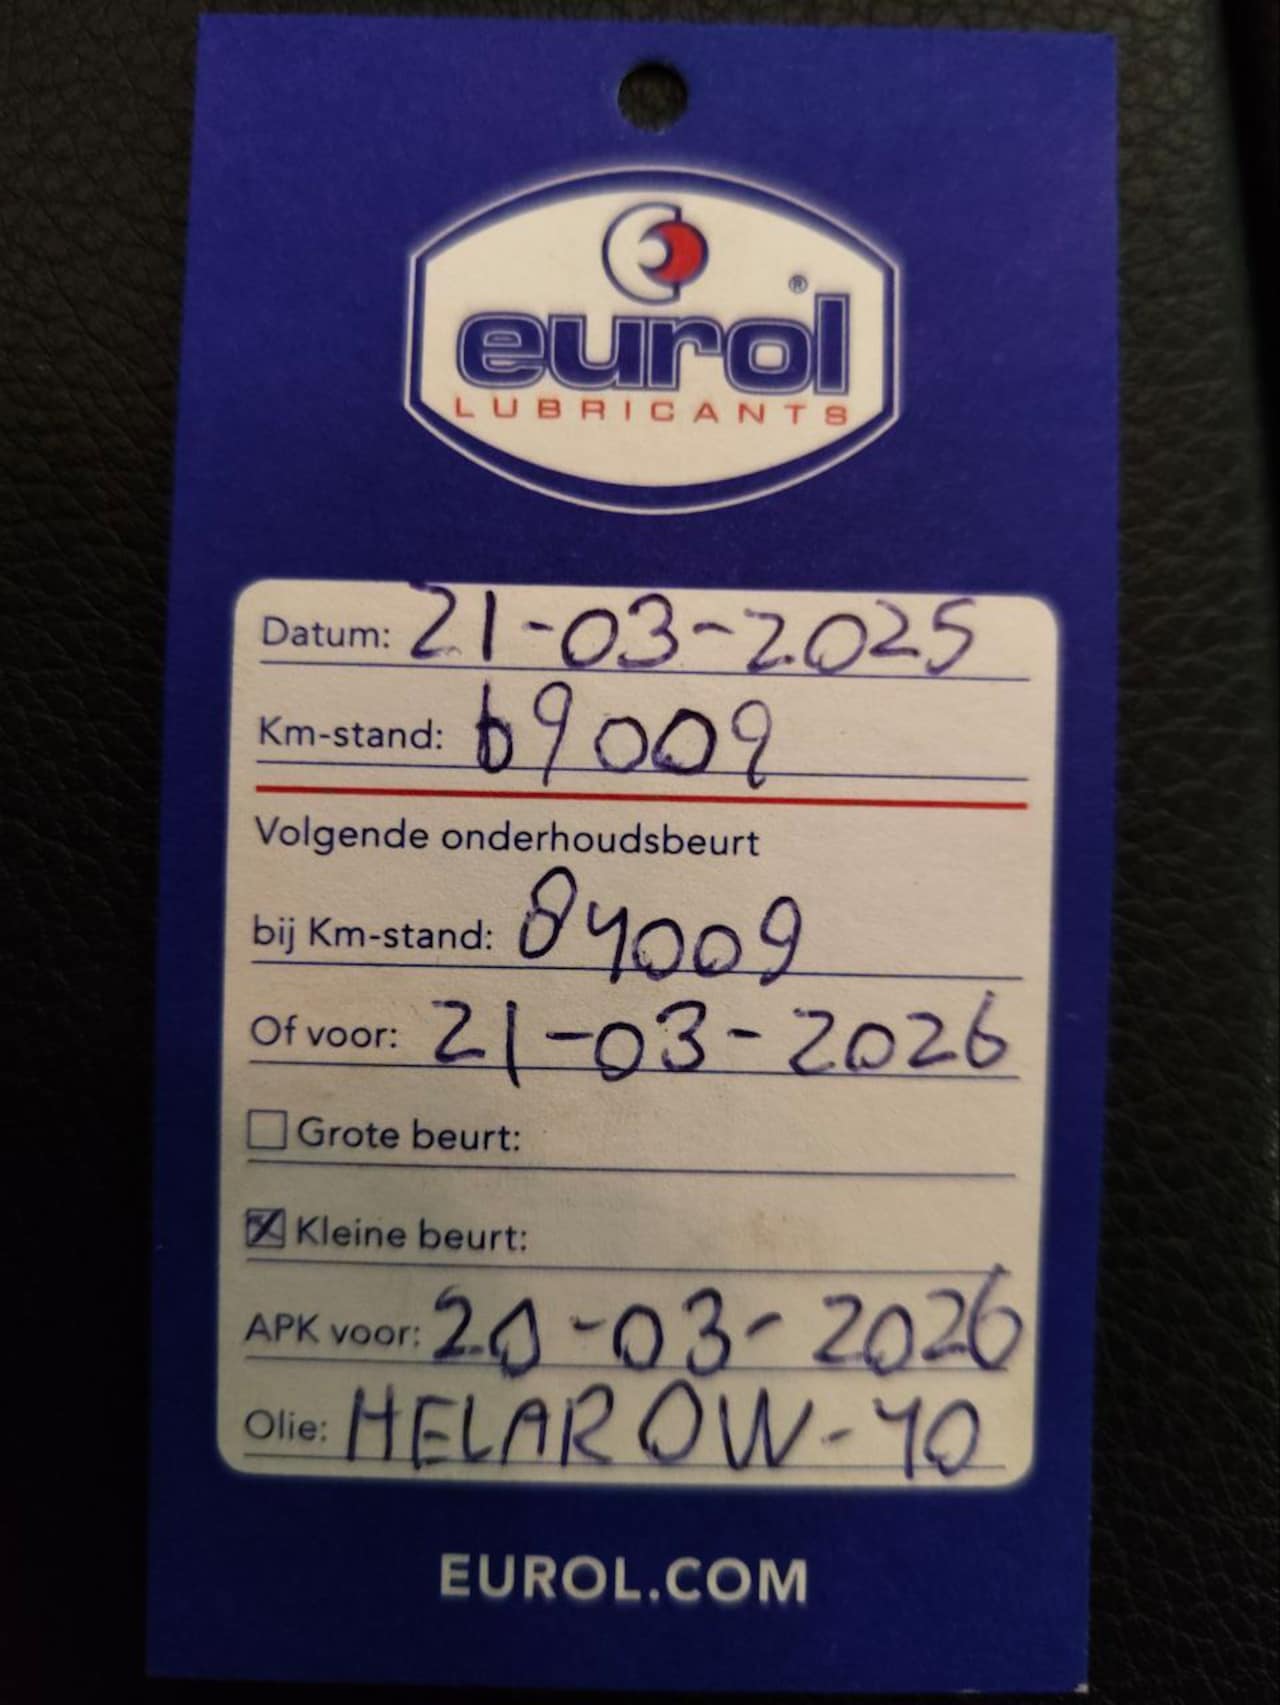 eurol®
LUBRICANTS
Datum: 21-03-2025
Km-stand: 69009
Volgende onderhoudsbeurt
bij Km-stand: 84009
Of voor: 21-03-2026
Grote beurt:
Kleine beurt:
APK voor: 20-03-2026
Olie: HELAR 0W-40
EUROL.COM